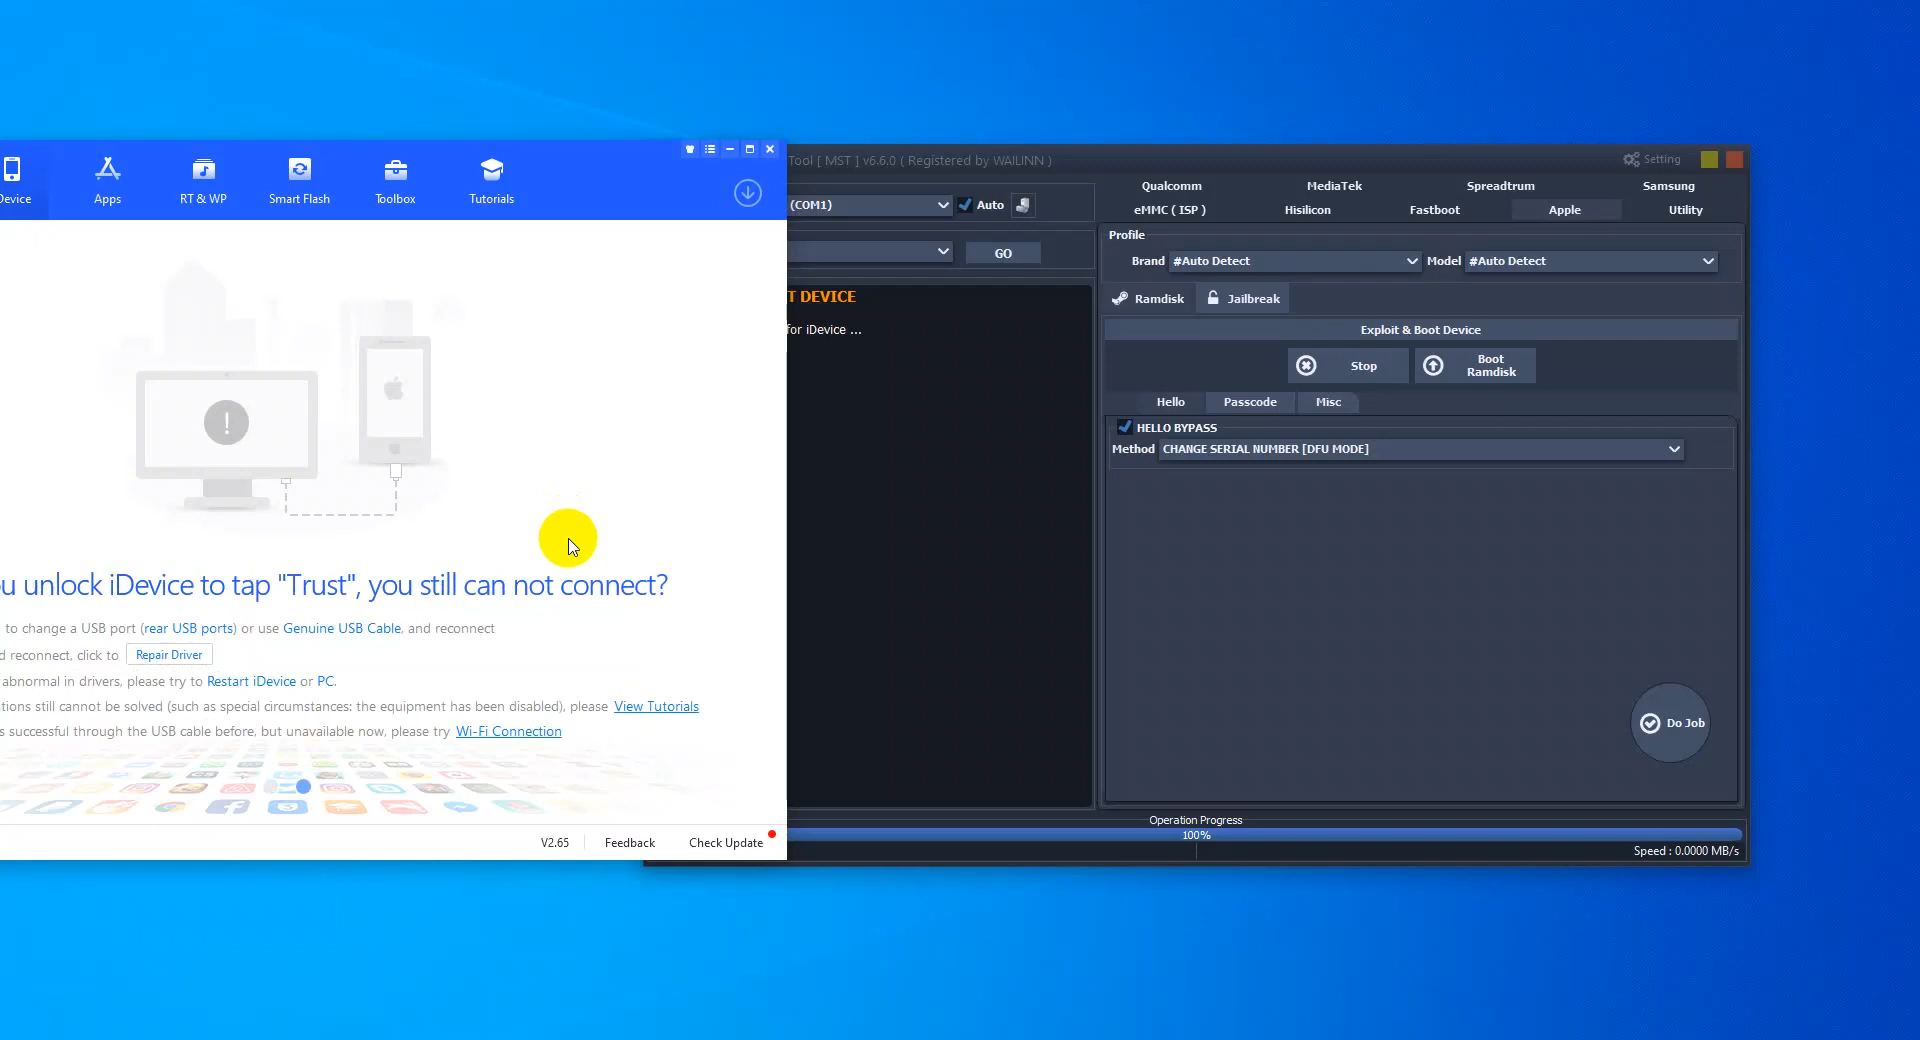 Device
Apps
RT & WP
Smart Flash
Toolbox
Tutorials
u unlock iDevice to tap "Trust", you still can not connect?
to change a USB port (rear USB ports) or use Genuine USB Cable, and reconnect
d reconnect, click to Repair Driver
abnormal in drivers, please try to Restart iDevice or PC.
tions still cannot be solved (such as special circumstances: the equipment has been disabled), please View Tutorials
s successful through the USB cable before, but unavailable now, please try Wi-Fi Connection
V2.65
Feedback
Check Update
Tool [ MST ] v6.6.0 ( Registered by WAILINN )
Setting
(COM1)
Auto
GO
T DEVICE
for iDevice ...
Qualcomm
MediaTek
Spreadtrum
Samsung
eMMC ( ISP )
Hisilicon
Fastboot
Apple
Utility
Profile
Brand #Auto Detect
Model #Auto Detect
Ramdisk
Jailbreak
Exploit & Boot Device
Stop
Boot
Ramdisk
Hello
Passcode
Misc
HELLO BYPASS
Method CHANGE SERIAL NUMBER [DFU MODE]
Do Job
Operation Progress
100%
Speed : 0.0000 MB/s